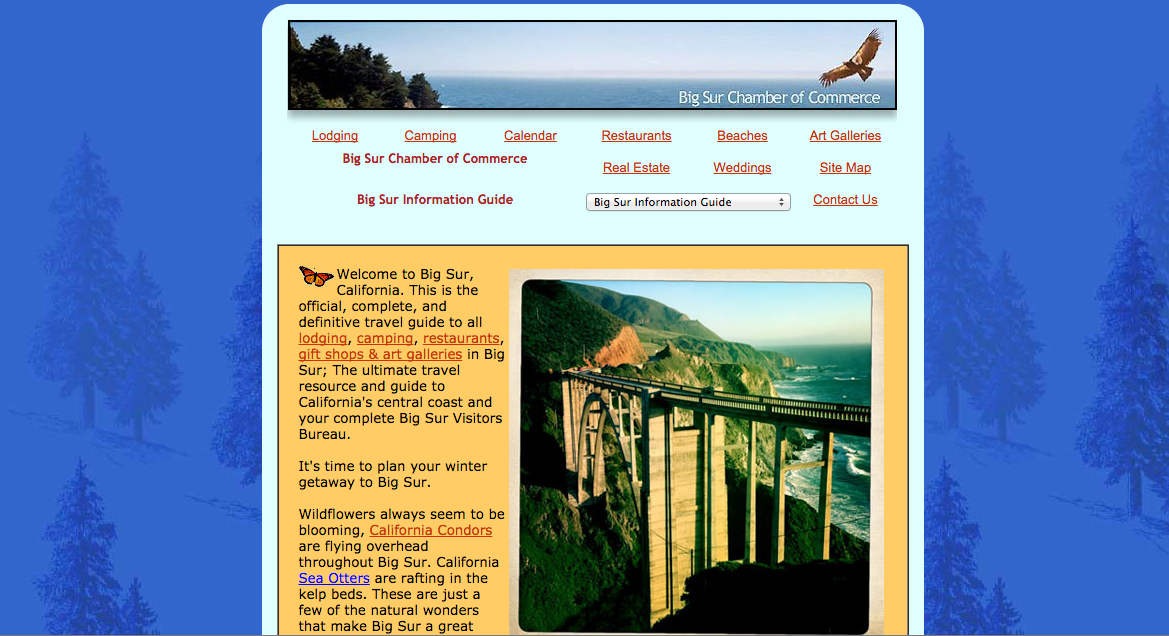 Big Sur Chamber of Commerce
Lodging Camping Calendar Restaurants Beaches Art Galleries
Big Sur Chamber of Commerce
Real Estate Weddings Site Map
Big Sur Information Guide
Big Sur Information Guide
Contact Us
Welcome to Big Sur,
California. This is the
official, complete, and
definitive travel guide to all
lodging, camping, restaurants,
gift shops & art galleries in Big
Sur; The ultimate travel
resource and guide to
California's central coast and
your complete Big Sur Visitors
Bureau.
It's time to plan your winter
getaway to Big Sur.
Wildflowers always seem to be
blooming, California Condors
are flying overhead
throughout Big Sur. California
Sea Otters are rafting in the
kelp beds. These are just a
few of the natural wonders
that make Big Sur a great